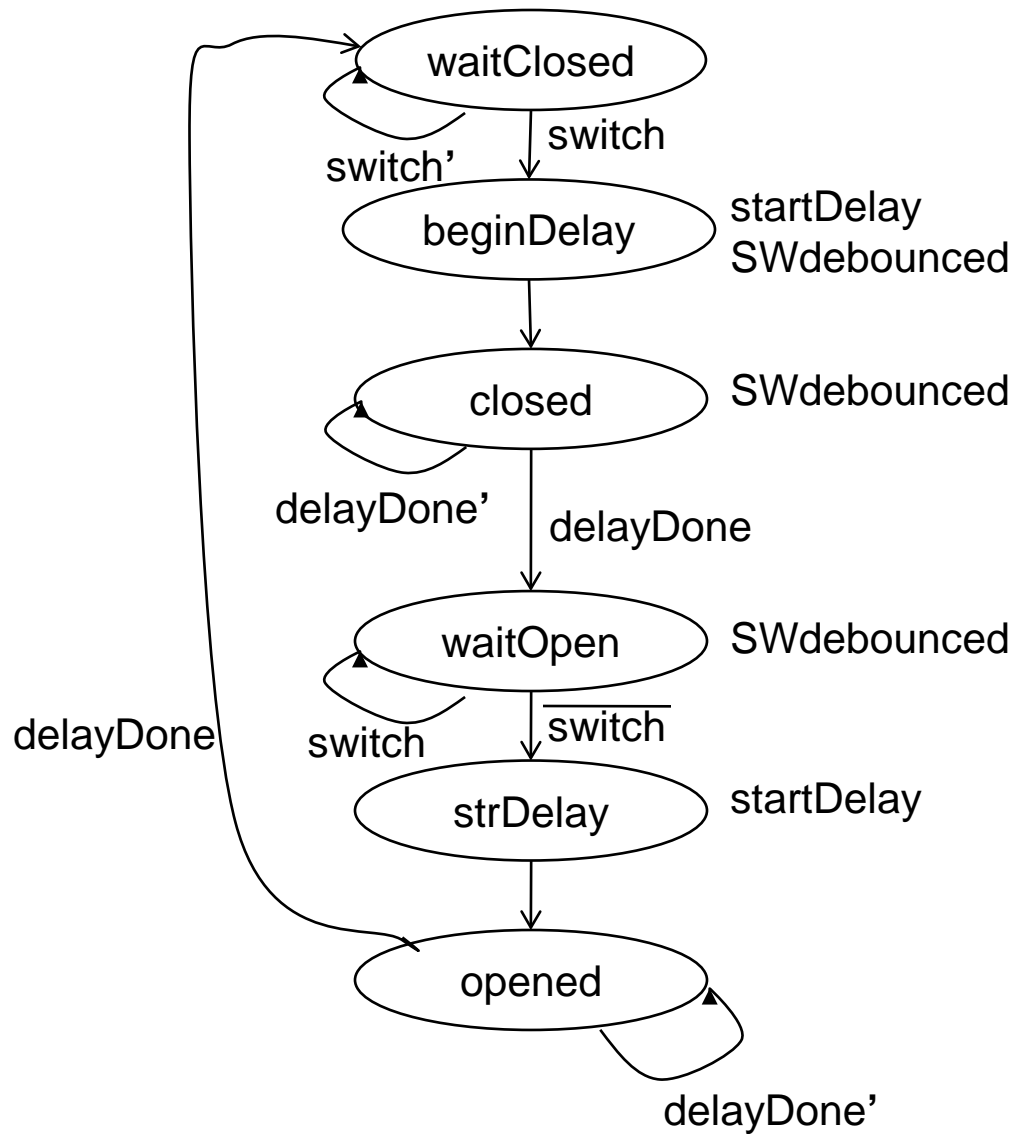 waitClosed
switch
switch’
beginDelay
startDelay
SWdebounced
closed
SWdebounced
delayDone’
delayDone
waitOpen
SWdebounced
delayDone
switch
switch
strDelay
startDelay
opened
delayDone’